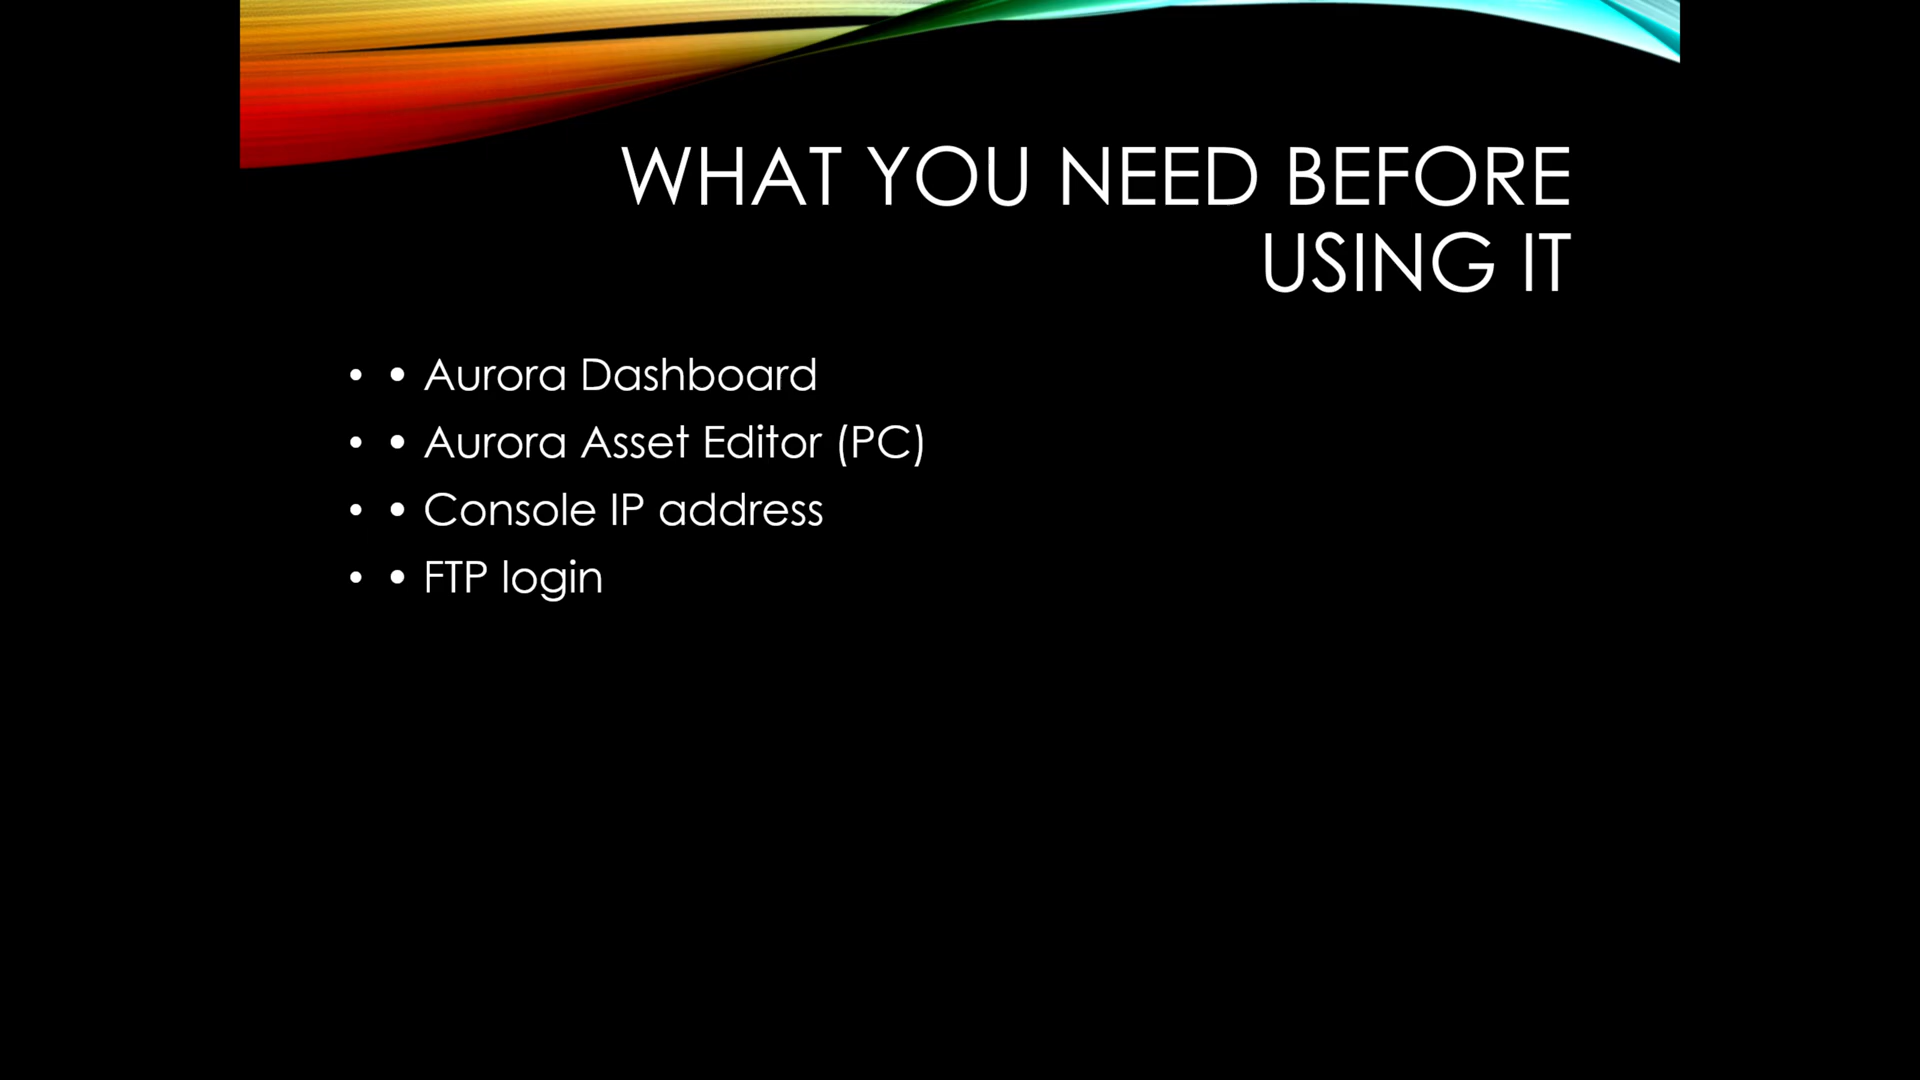 WHAT YOU NEED BEFORE
USING IT
• • Aurora Dashboard
• • Aurora Asset Editor (PC)
• • Console IP address
• • FTP login